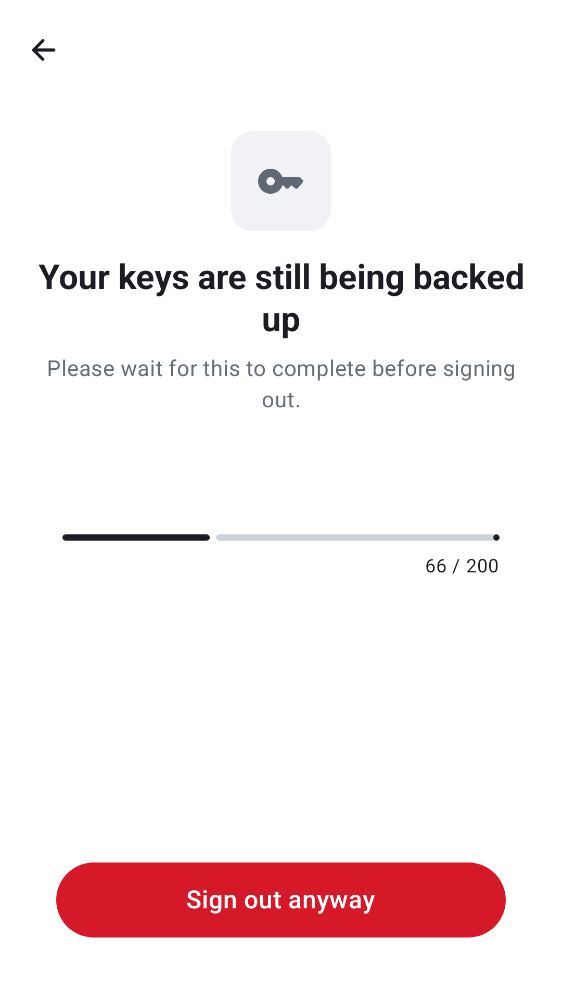 Your keys are still being backed
up
Please wait for this to complete before signing
out.
66 / 200
Sign out anyway